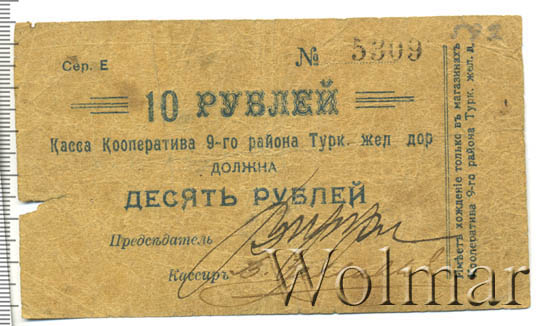 Сер. Е
№ 5309
10 РУБЛЕЙ
Касса Кооператива 9-го района Турк. жел дор
ДОЛЖНА
ДЕСЯТЬ РУБЛЕЙ
Предсѣдатель
Кассиръ
Имѣетъ хожденіе только въ магазинахъ
Кооператива 9-го района Турк. жел. д.
Wolmar